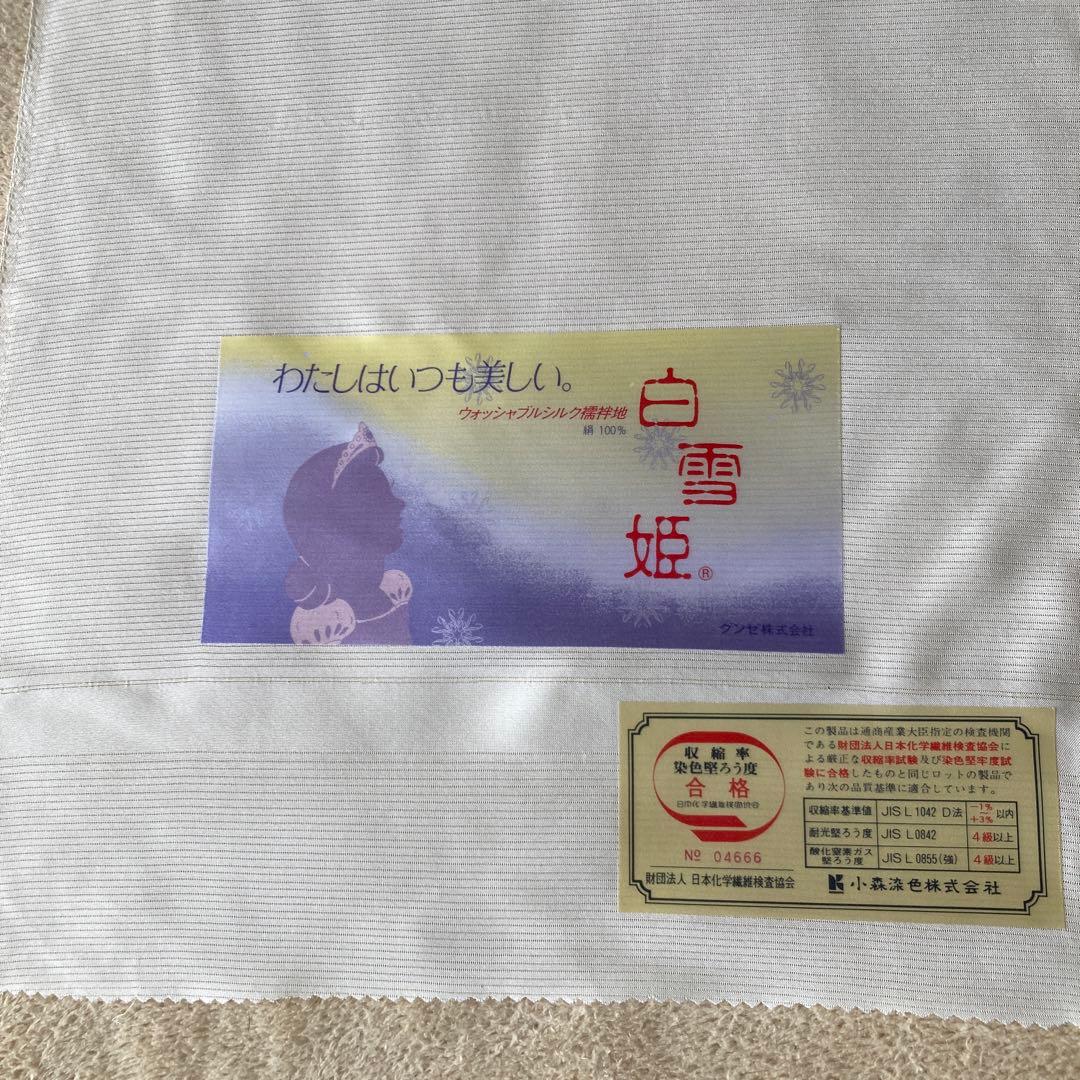 わたしはいつも美しい。
ウォッシャブルシルク襦袢地
絹 100%
白雪姫®
グンゼ株式会社
収縮率
染色堅ろう度
合格
日本化学繊維検査協会
No 04666
財団法人 日本化学繊維検査協会
この製品は通商産業大臣指定の検査機関
である財団法人日本化学繊維検査協会に
よる厳正な収縮率試験及び染色堅牢度試
験に合格したものと同じロットの製品で
あり次の品質基準に適合しています。
収縮率基準値 JIS L 1042 D法 −1%～+3% 以内
耐光堅ろう度 JIS L 0842 4級以上
酸化窒素ガス堅ろう度 JIS L 0855(強) 4級以上
小森染色株式会社